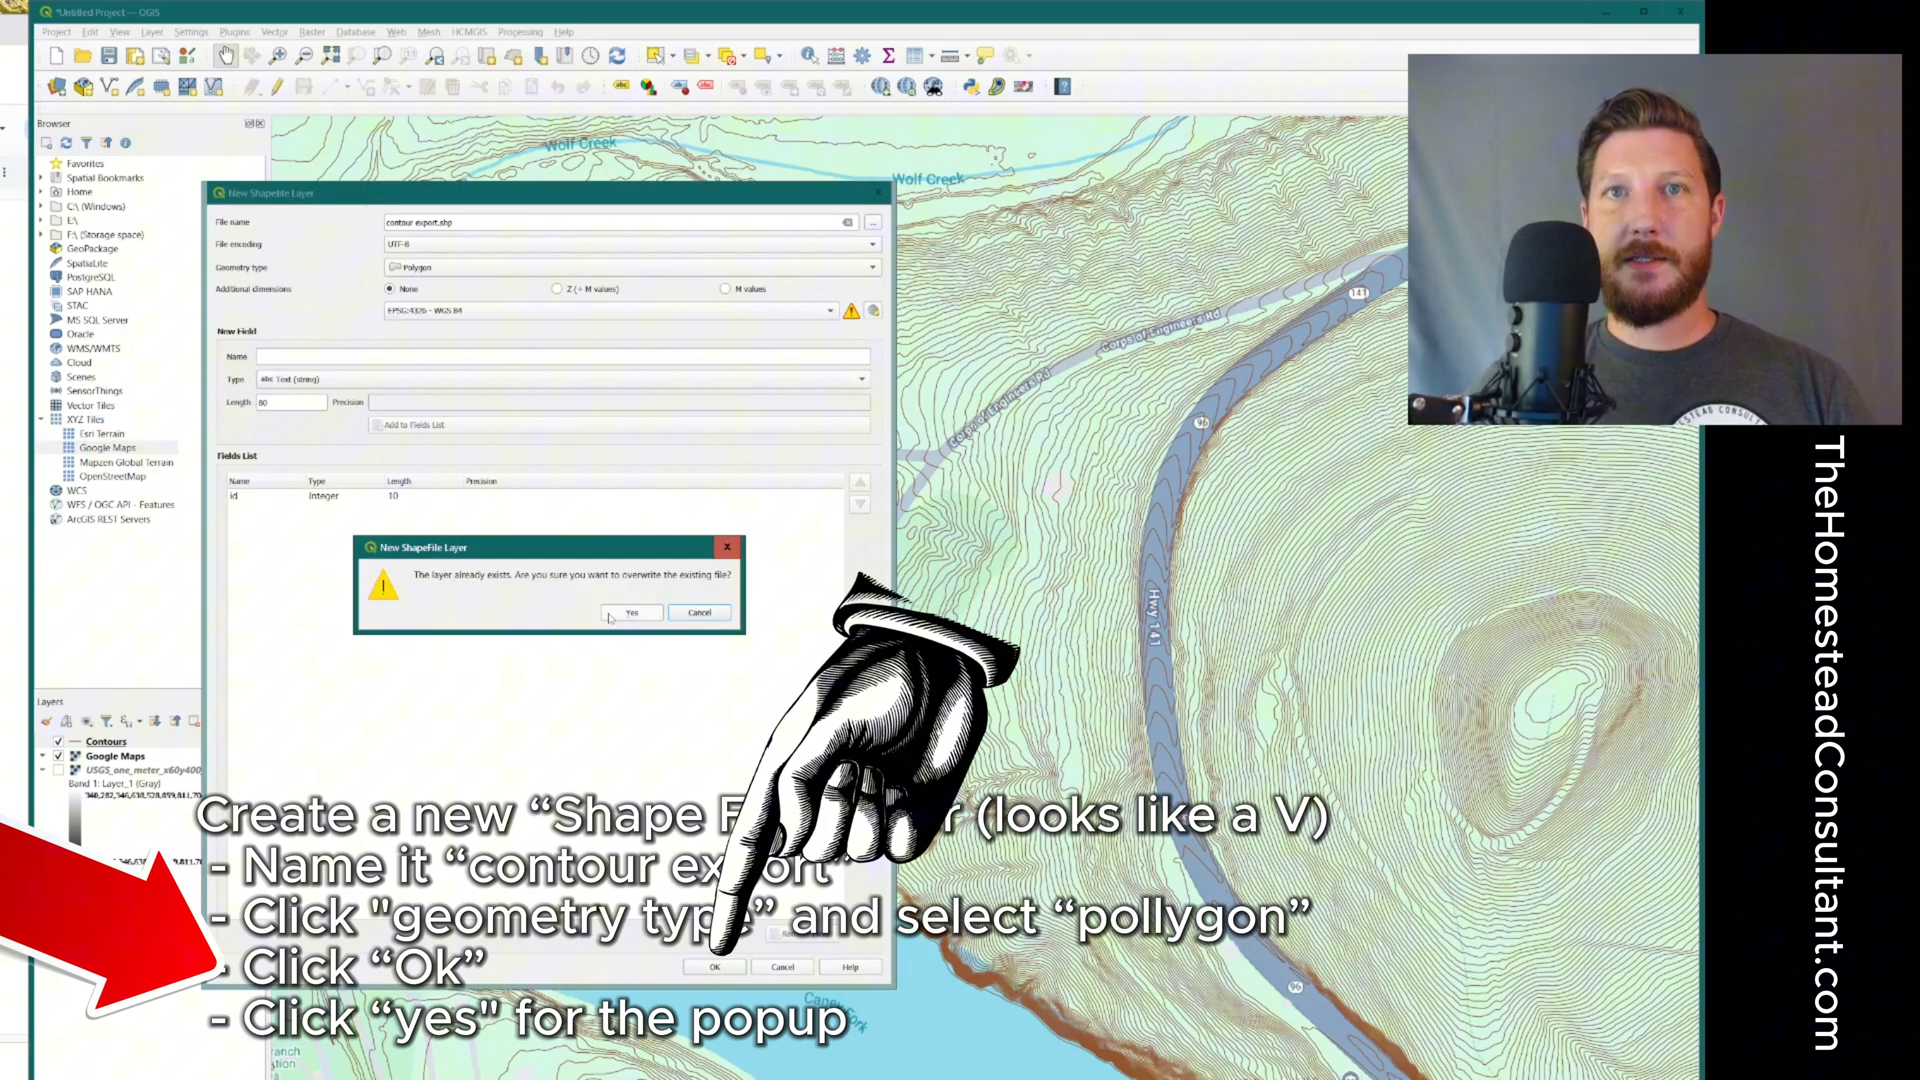 *Untitled Project — QGIS
Project Edit View Layer Settings Plugins Vector Raster Database Web Mesh HCMGIS Processing Help
Browser
Favorites
Spatial Bookmarks
Home
C:\ (Windows)
E:\
F:\ (Storage space)
GeoPackage
SpatiaLite
PostgreSQL
SAP HANA
STAC
MS SQL Server
Oracle
WMS/WMTS
Cloud
Scenes
SensorThings
Vector Tiles
XYZ Tiles
Esri Terrain
Google Maps
Mapzen Global Terrain
OpenStreetMap
WCS
WFS / OGC API - Features
ArcGIS REST Servers
Layers
Contours
Google Maps
USGS_one_meter_x60y400
Band 1: Layer_1 (Gray)
New Shapefile Layer
File name contour export.shp
File encoding UTF-8
Geometry type Polygon
Additional dimensions None Z (+ M values) M values
EPSG:4326 - WGS 84
New Field
Name
Type abc Text (string)
Length 80 Precision
Add to Fields List
Fields List
Name Type Length Precision
id Integer 10
New ShapeFile Layer
The layer already exists. Are you sure you want to overwrite the existing file?
Yes Cancel
OK Cancel Help
Wolf Creek
Wolf Creek
Corps of Engineers Rd
Corps of Engineers Rd
141
96
Hwy 141
96
Caney Fork
Create a new “Shape F r (looks like a V)
- Name it “contour export”
- Click "geometry type” and select “pollygon”
- Click “Ok”
- Click “yes" for the popup
TheHomesteadConsultant.com